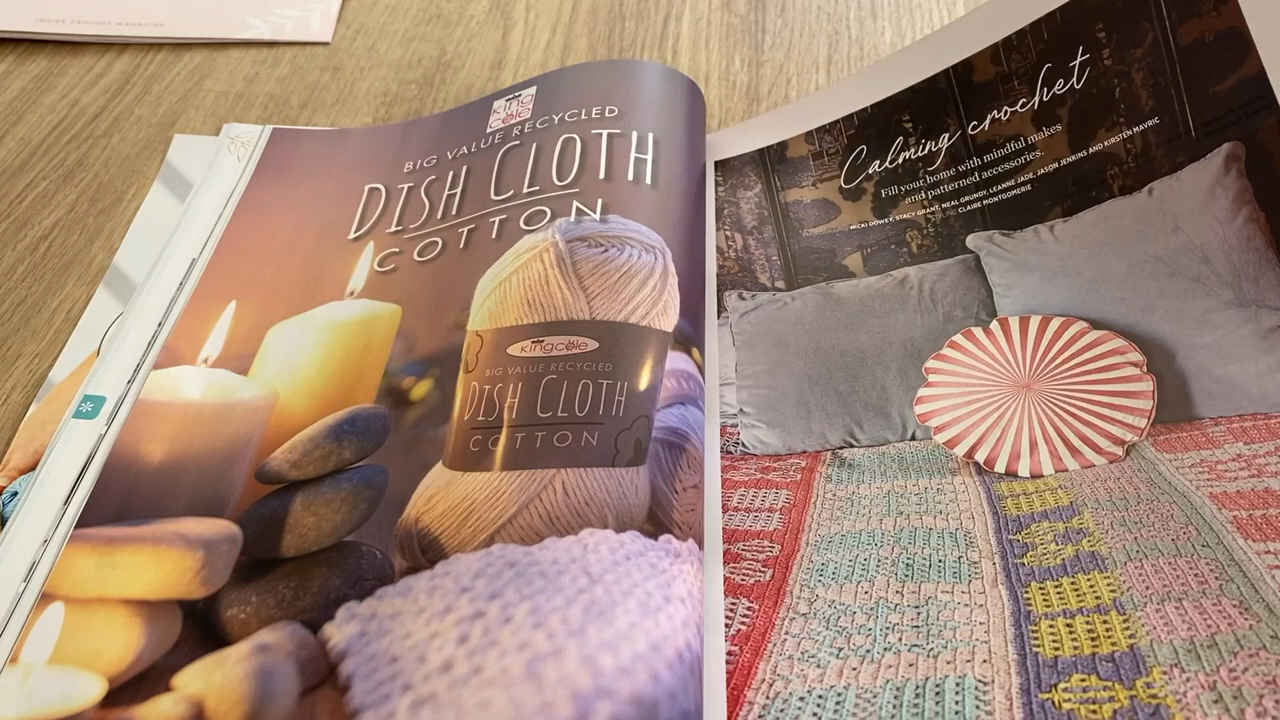 INSIDE CROCHET MAGAZINE
king
cole
BIG VALUE RECYCLED
DISH CLOTH
COTTON
kingcole
BIG VALUE RECYCLED
DISH CLOTH
COTTON
Calming crochet
Fill your home with mindful makes
and patterned accessories.
NICKI DOWEY, STACY GRANT, NEAL GRUNDY, LEANNE JADE, JASON JENKINS AND KIRSTEN MAVRIC
CLAIRE MONTGOMERIE